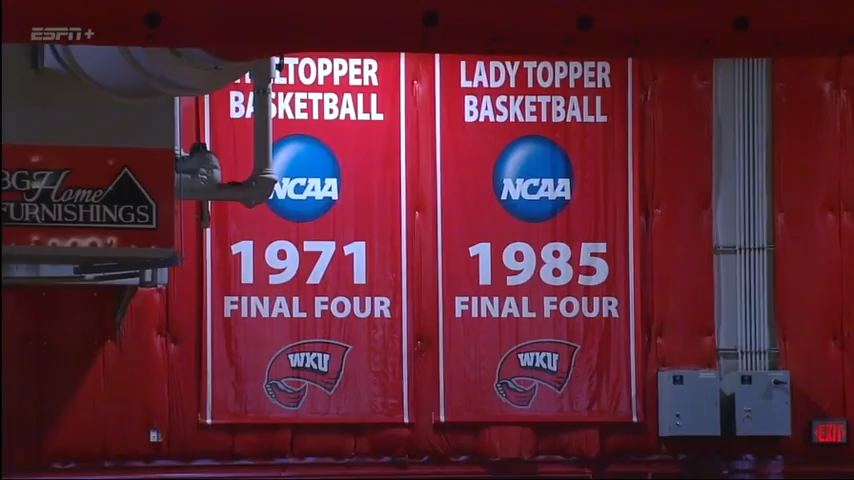 ESPN+
TOPPER
BASKETBALL
NCAA
1971
FINAL FOUR
WKU
LADY TOPPER
BASKETBALL
NCAA
1985
FINAL FOUR
WKU
BG Home
FURNISHINGS
EXIT